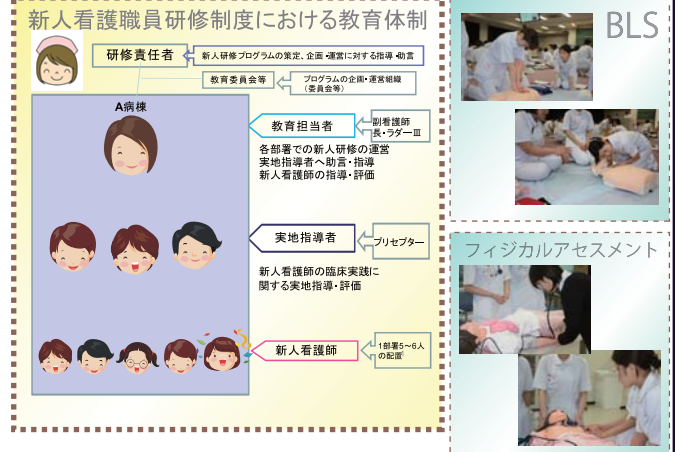 新人看護職員研修制度における教育体制
研修責任者
新人研修プログラムの策定、企画・運営に対する指導・助言
教育委員会等
プログラムの企画・運営組織
（委員会等）
A病棟
教育担当者
副看護師
長・ラダーⅢ
各部署での新人研修の運営
実地指導者へ助言・指導
新人看護師の指導・評価
実地指導者
プリセプター
新人看護師の臨床実践に
関する実地指導・評価
新人看護師
1部署5～6人
の配置
BLS
フィジカルアセスメント